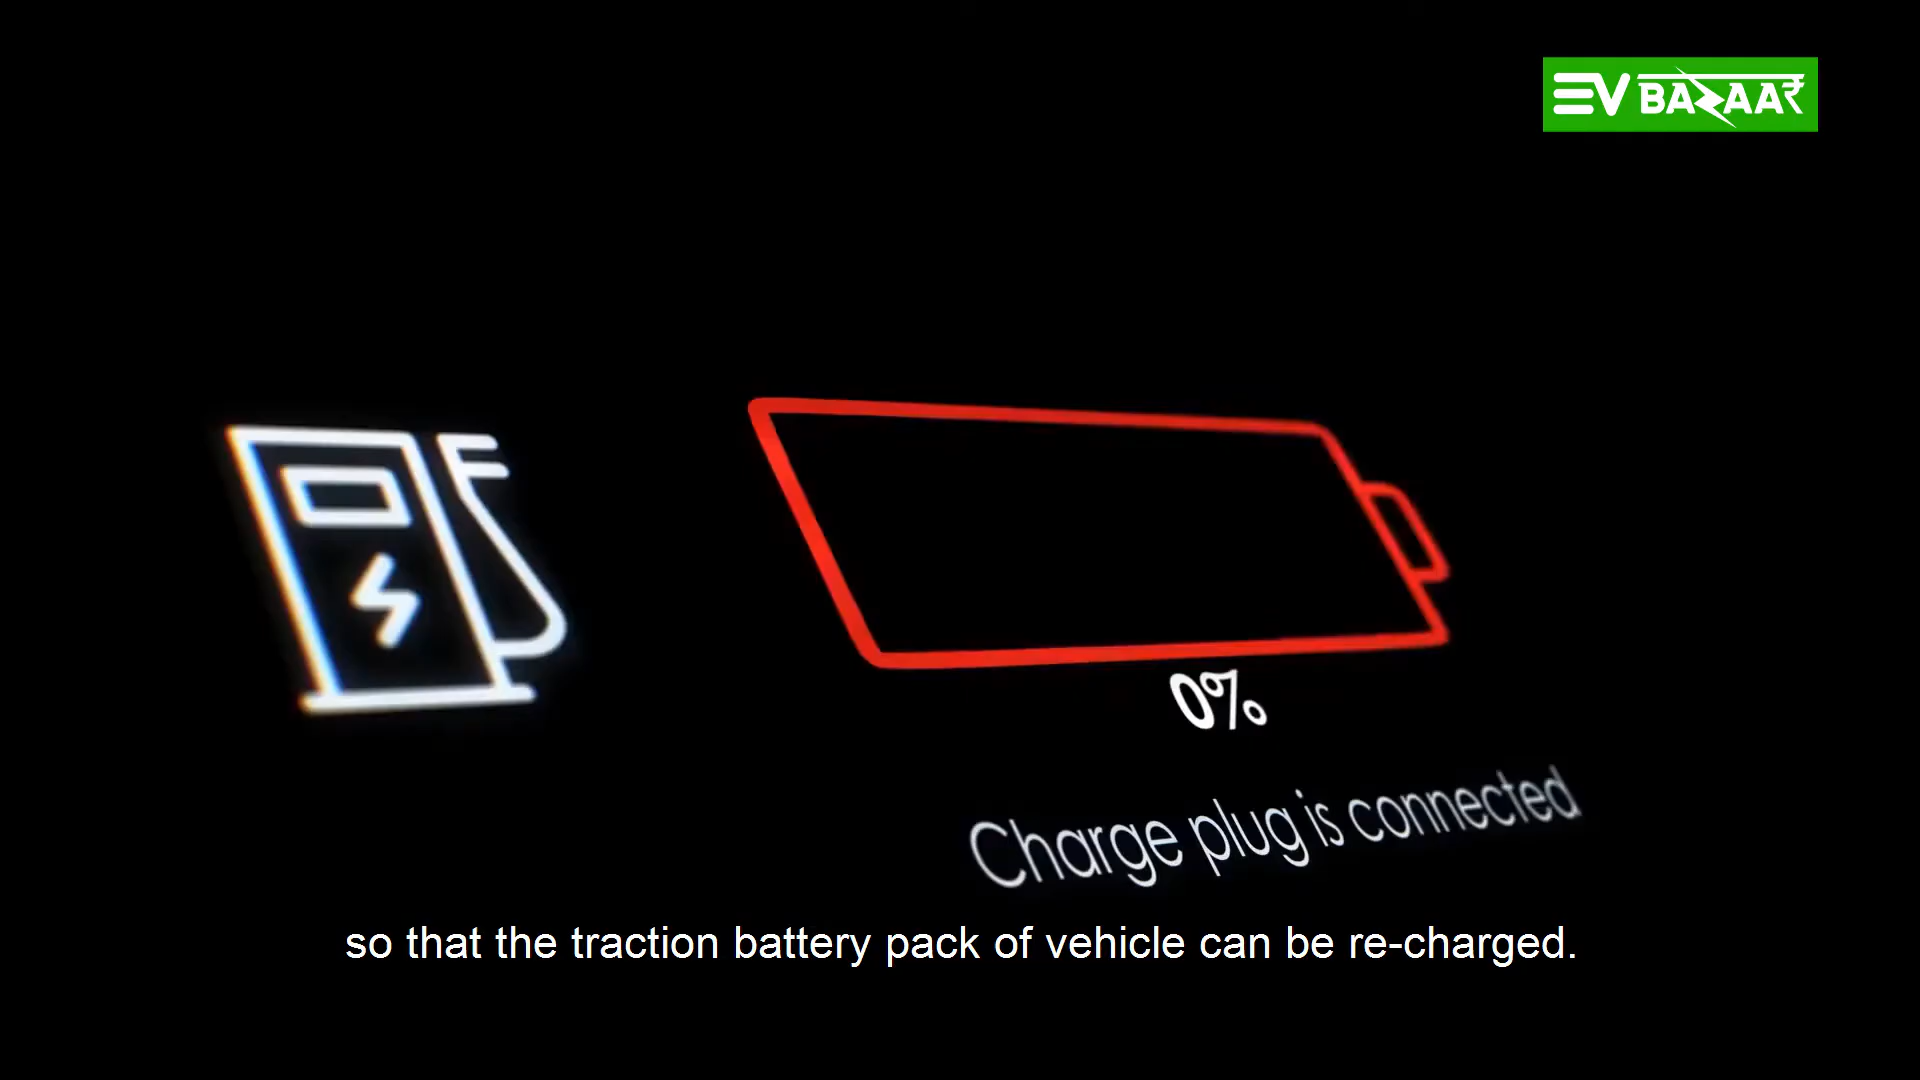 EV BAZAAR
0%
Charge plug is connected
so that the traction battery pack of vehicle can be re-charged.